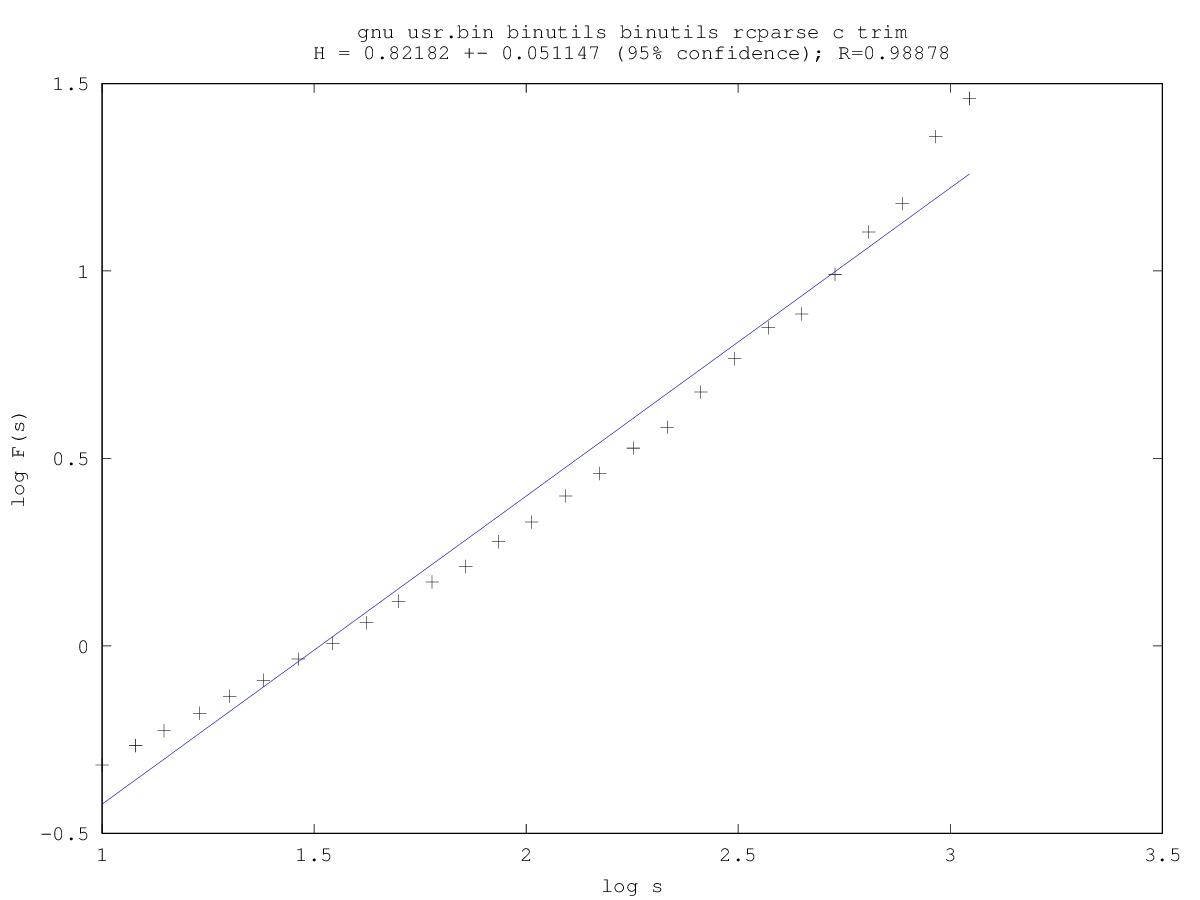 gnu usr.bin binutils binutils rcparse c trim
H = 0.82182 +- 0.051147 (95% confidence); R=0.98878
1.5
1
0.5
0
-0.5
log F(s)
1 1.5 2 2.5 3 3.5
log s